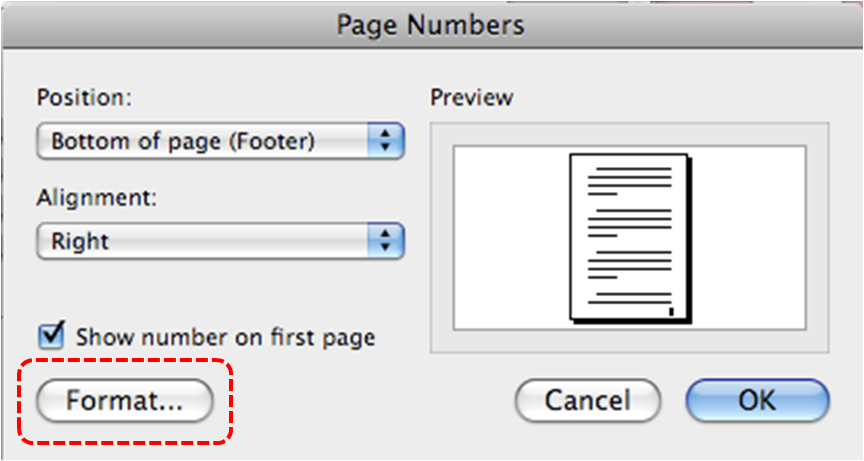 Page Numbers
Position:
Preview
Bottom of page (Footer)
Alignment:
Right
Show number on first page
Format...
Cancel
OK